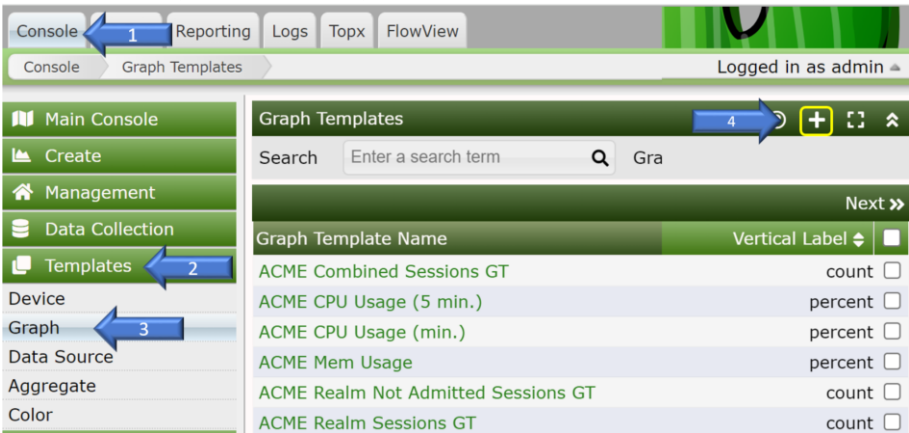 Console 1 Reporting Logs Topx FlowView
Console Graph Templates Logged in as admin
Main Console
Create
Management
Data Collection
Templates 2
Device
Graph 3
Data Source
Aggregate
Color
Graph Templates 4
Search Enter a search term Gra
Next
Graph Template Name Vertical Label
ACME Combined Sessions GT count
ACME CPU Usage (5 min.) percent
ACME CPU Usage (min.) percent
ACME Mem Usage percent
ACME Realm Not Admitted Sessions GT count
ACME Realm Sessions GT count